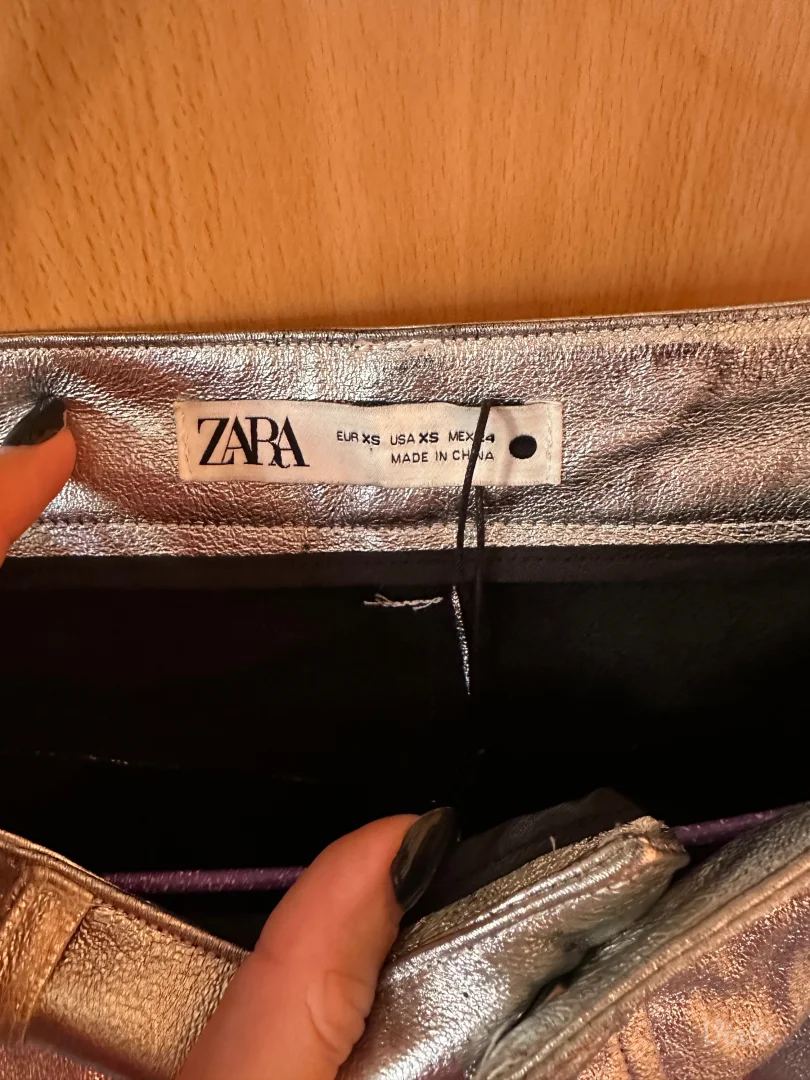 ZARA
EUR XS USA XS MEX 24
MADE IN CHINA